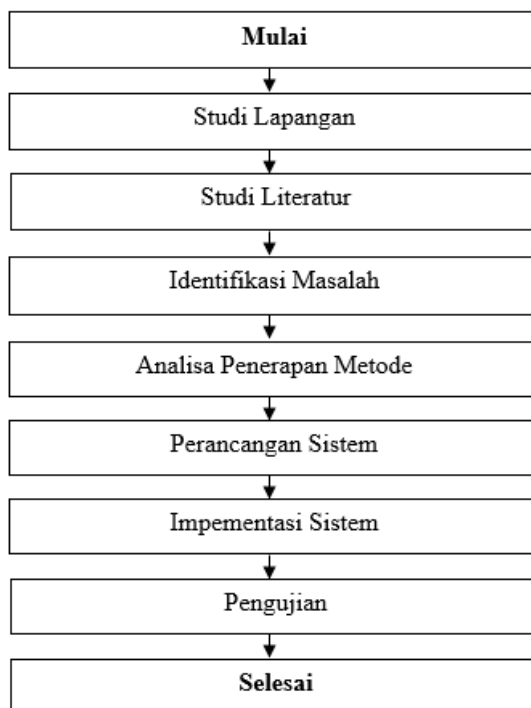 Mulai
Studi Lapangan
Studi Literatur
Identifikasi Masalah
Analisa Penerapan Metode
Perancangan Sistem
Impementasi Sistem
Pengujian
Selesai